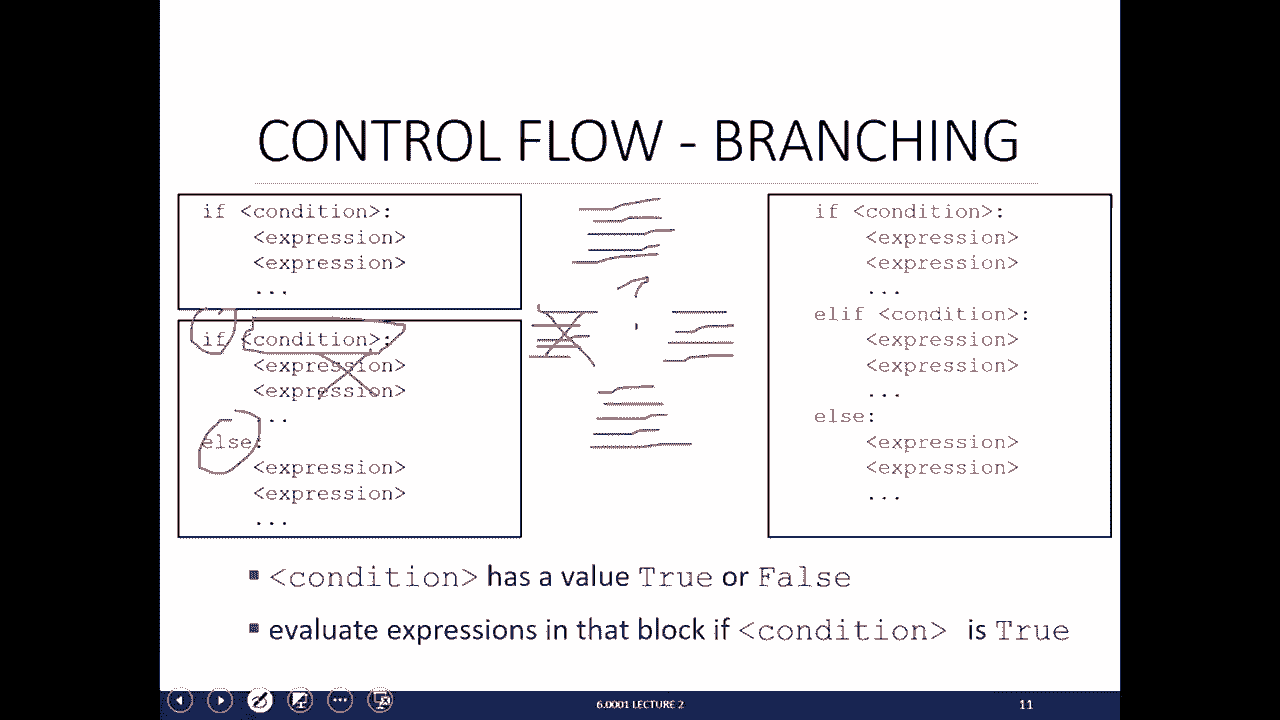 CONTROL FLOW - BRANCHING
if <condition>:
<expression>
<expression>
...
if <condition>:
<expression>
<expression>
...
else:
<expression>
<expression>
...
if <condition>:
<expression>
<expression>
...
elif <condition>:
<expression>
<expression>
...
else:
<expression>
<expression>
...
▪ <condition> has a value True or False
▪ evaluate expressions in that block if <condition> is True
6.0001 LECTURE 2
11